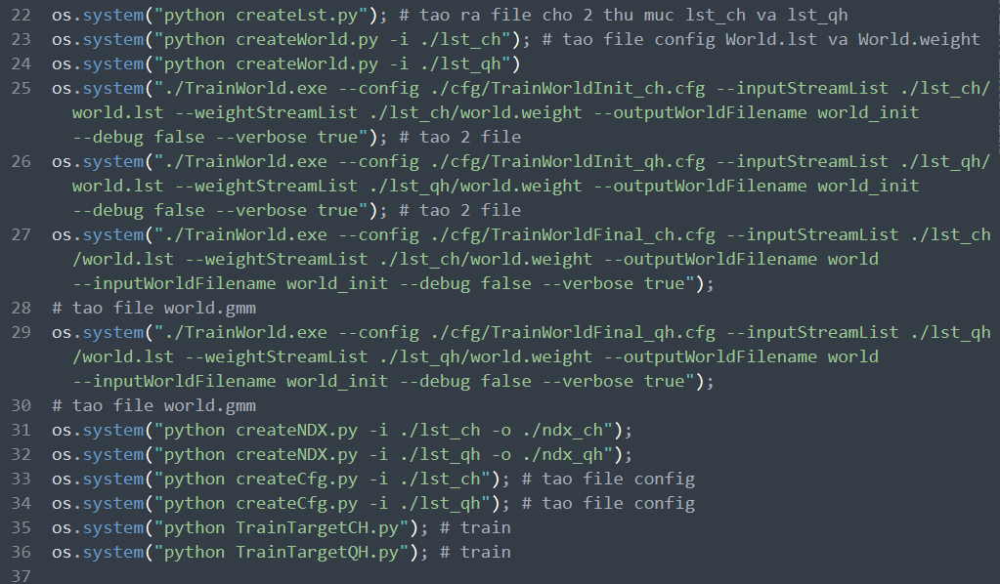 22 os.system("python createLst.py"); # tao ra file cho 2 thu muc lst_ch va lst_qh
23 os.system("python createWorld.py -i ./lst_ch"); # tao file config World.lst va World.weight
24 os.system("python createWorld.py -i ./lst_qh")
25 os.system("./TrainWorld.exe --config ./cfg/TrainWorldInit_ch.cfg --inputStreamList ./lst_ch/
world.lst --weightStreamList ./lst_ch/world.weight --outputWorldFilename world_init
--debug false --verbose true"); # tao 2 file
26 os.system("./TrainWorld.exe --config ./cfg/TrainWorldInit_qh.cfg --inputStreamList ./lst_qh/
world.lst --weightStreamList ./lst_qh/world.weight --outputWorldFilename world_init
--debug false --verbose true"); # tao 2 file
27 os.system("./TrainWorld.exe --config ./cfg/TrainWorldFinal_ch.cfg --inputStreamList ./lst_ch
/world.lst --weightStreamList ./lst_ch/world.weight --outputWorldFilename world
--inputWorldFilename world_init --debug false --verbose true");
28 # tao file world.gmm
29 os.system("./TrainWorld.exe --config ./cfg/TrainWorldFinal_qh.cfg --inputStreamList ./lst_qh
/world.lst --weightStreamList ./lst_qh/world.weight --outputWorldFilename world
--inputWorldFilename world_init --debug false --verbose true");
30 # tao file world.gmm
31 os.system("python createNDX.py -i ./lst_ch -o ./ndx_ch");
32 os.system("python createNDX.py -i ./lst_qh -o ./ndx_qh");
33 os.system("python createCfg.py -i ./lst_ch"); # tao file config
34 os.system("python createCfg.py -i ./lst_qh"); # tao file config
35 os.system("python TrainTargetCH.py"); # train
36 os.system("python TrainTargetQH.py"); # train
37